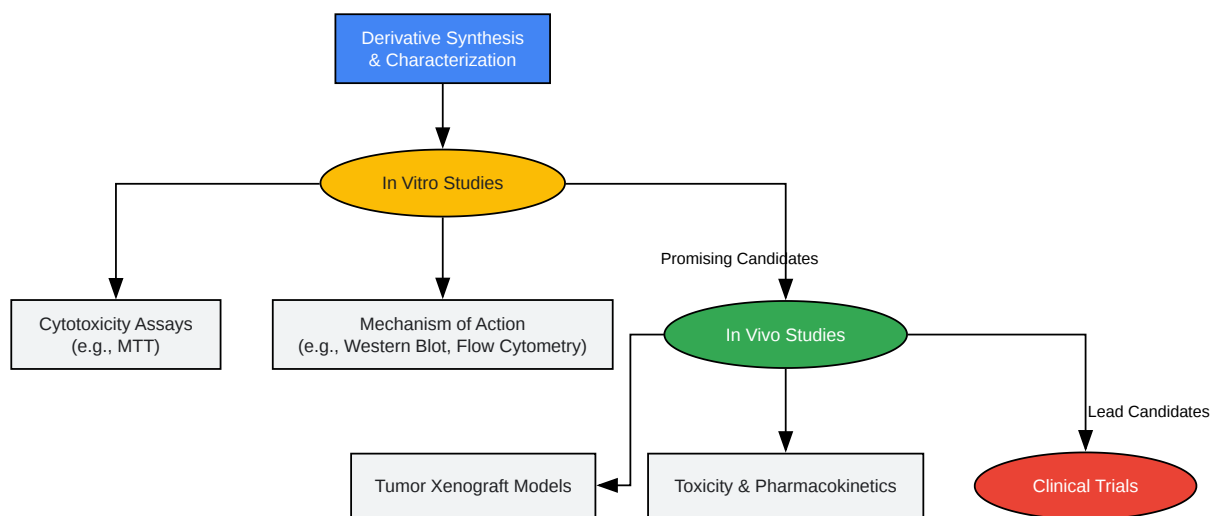 Derivative Synthesis
& Characterization
In Vitro Studies
Promising Candidates
Cytotoxicity Assays
(e.g., MTT)
Mechanism of Action
(e.g., Western Blot, Flow Cytometry)
In Vivo Studies
Lead Candidates
Tumor Xenograft Models
Toxicity & Pharmacokinetics
Clinical Trials